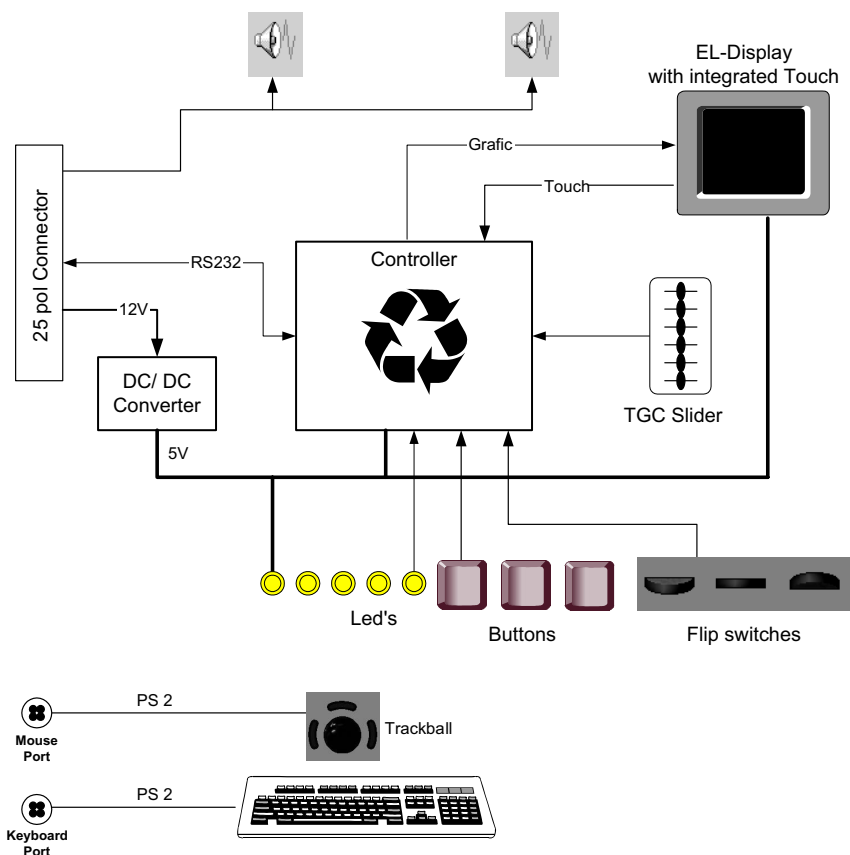 EL-Display
with integrated Touch
Grafic
Touch
25 pol Connector
RS232
Controller
12V
DC/ DC
Converter
TGC Slider
5V
Led's
Buttons
Flip switches
PS 2
Mouse
Port
Trackball
PS 2
Keyboard
Port